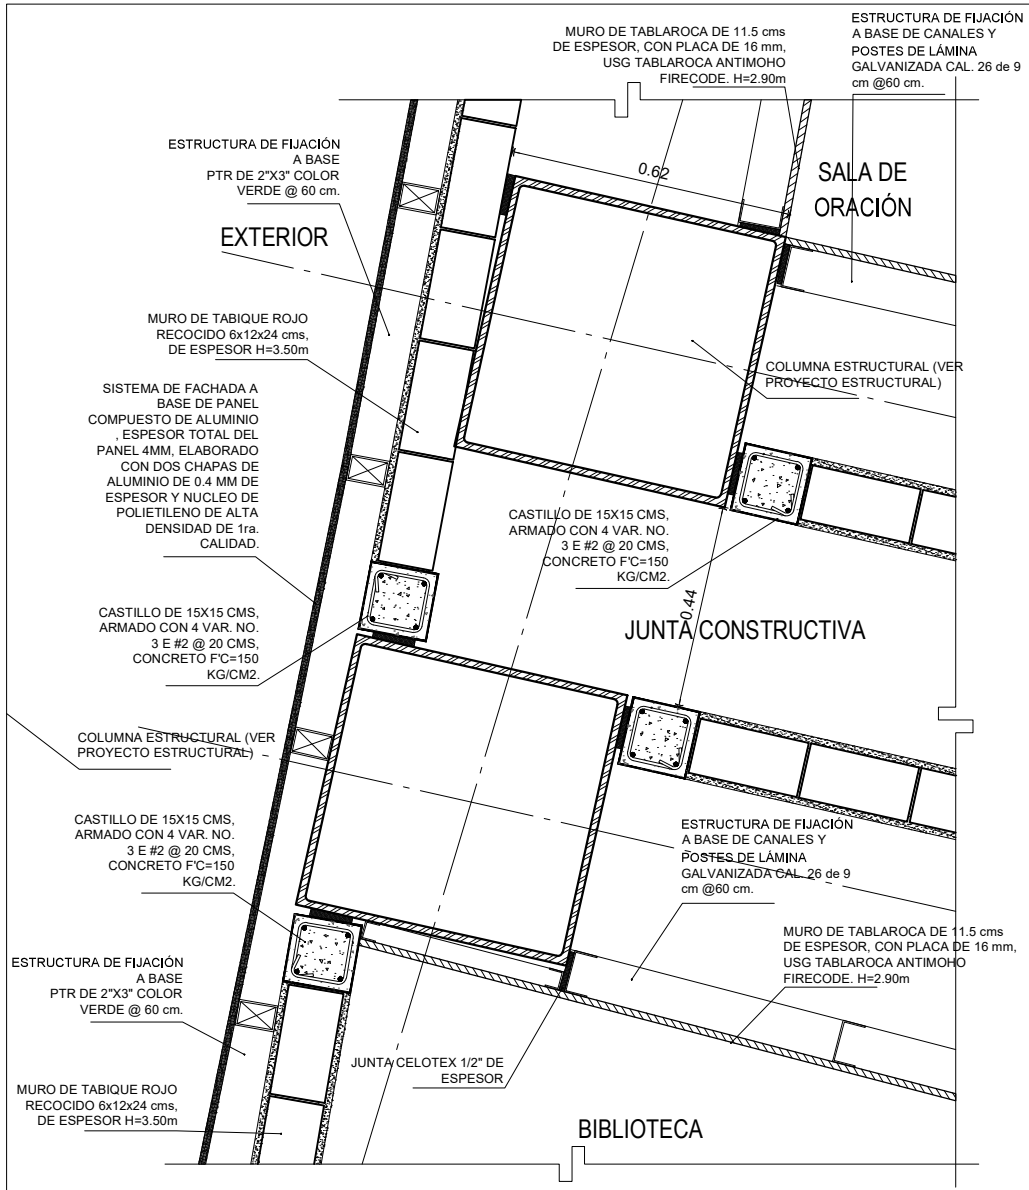 MURO DE TABLAROCA DE 11.5 cms
DE ESPESOR, CON PLACA DE 16 mm,
USG TABLAROCA ANTIMOHO
FIRECODE. H=2.90m
ESTRUCTURA DE FIJACIÓN
A BASE DE CANALES Y
POSTES DE LÁMINA
GALVANIZADA CAL. 26 de 9
cm @60 cm.
ESTRUCTURA DE FIJACIÓN
A BASE
PTR DE 2"X3" COLOR
VERDE @ 60 cm.
0.62
SALA DE
ORACIÓN
EXTERIOR
MURO DE TABIQUE ROJO
RECOCIDO 6x12x24 cms,
DE ESPESOR H=3.50m
COLUMNA ESTRUCTURAL (VER
PROYECTO ESTRUCTURAL)
SISTEMA DE FACHADA A
BASE DE PANEL
COMPUESTO DE ALUMINIO
, ESPESOR TOTAL DEL
PANEL 4MM, ELABORADO
CON DOS CHAPAS DE
ALUMINIO DE 0.4 MM DE
ESPESOR Y NUCLEO DE
POLIETILENO DE ALTA
DENSIDAD DE 1ra.
CALIDAD.
CASTILLO DE 15X15 CMS,
ARMADO CON 4 VAR. NO.
3 E #2 @ 20 CMS,
CONCRETO F'C=150
KG/CM2.
0.44
JUNTA CONSTRUCTIVA
CASTILLO DE 15X15 CMS,
ARMADO CON 4 VAR. NO.
3 E #2 @ 20 CMS,
CONCRETO F'C=150
KG/CM2.
COLUMNA ESTRUCTURAL (VER
PROYECTO ESTRUCTURAL)
CASTILLO DE 15X15 CMS,
ARMADO CON 4 VAR. NO.
3 E #2 @ 20 CMS,
CONCRETO F'C=150
KG/CM2.
ESTRUCTURA DE FIJACIÓN
A BASE DE CANALES Y
POSTES DE LÁMINA
GALVANIZADA CAL. 26 de 9
cm @60 cm.
MURO DE TABLAROCA DE 11.5 cms
DE ESPESOR, CON PLACA DE 16 mm,
USG TABLAROCA ANTIMOHO
FIRECODE. H=2.90m
ESTRUCTURA DE FIJACIÓN
A BASE
PTR DE 2"X3" COLOR
VERDE @ 60 cm.
JUNTA CELOTEX 1/2" DE
ESPESOR
MURO DE TABIQUE ROJO
RECOCIDO 6x12x24 cms,
DE ESPESOR H=3.50m
BIBLIOTECA